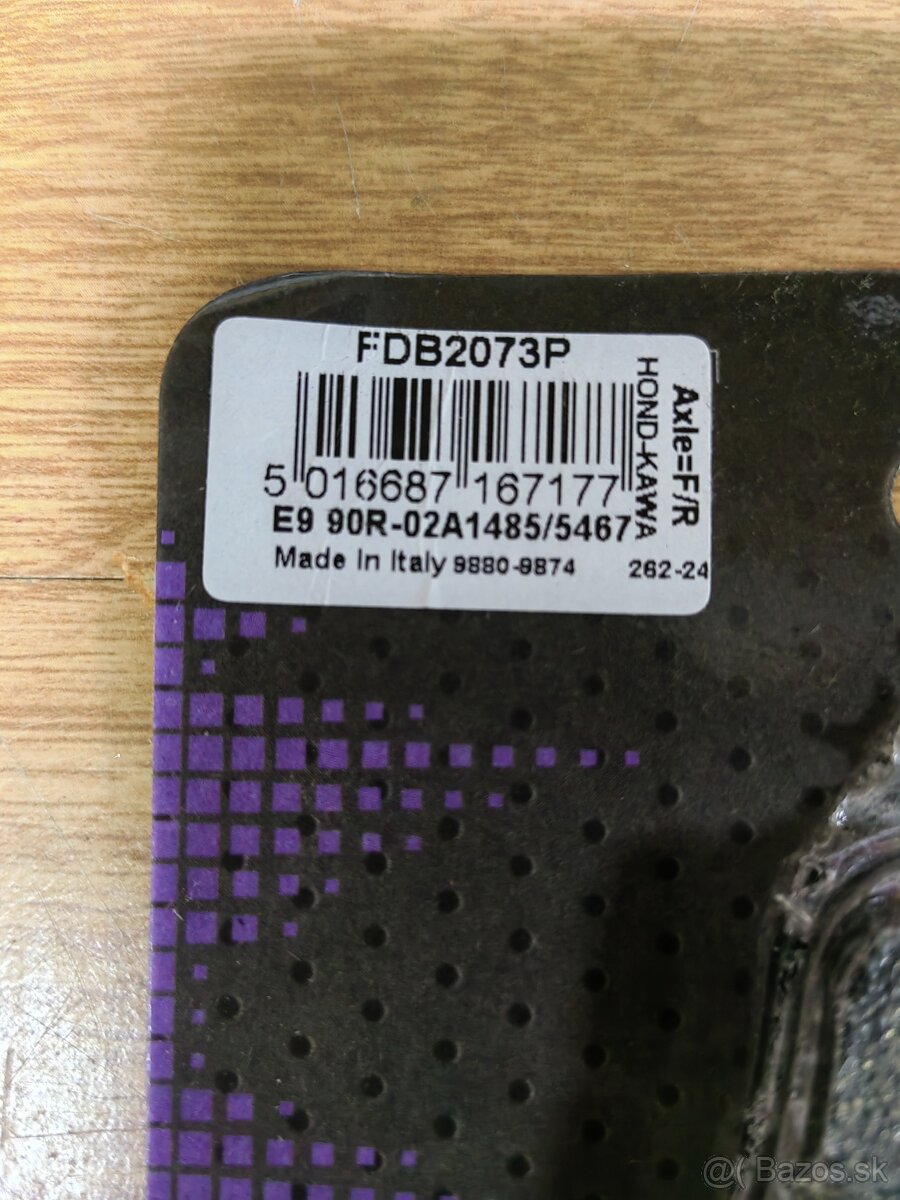 FDB2073P
5 016687 167177
E9 90R-02A1485/5467
Made In Italy 9880-9874
262-24
HOND-KAWA
Axle=F/R
@( Bazos.sk